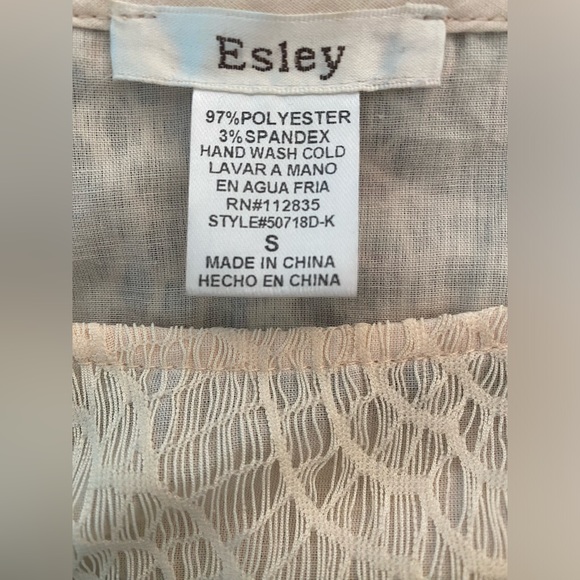 Esley
97%POLYESTER
3%SPANDEX
HAND WASH COLD
LAVAR A MANO
EN AGUA FRIA
RN#112835
STYLE#50718D-K
S
MADE IN CHINA
HECHO EN CHINA